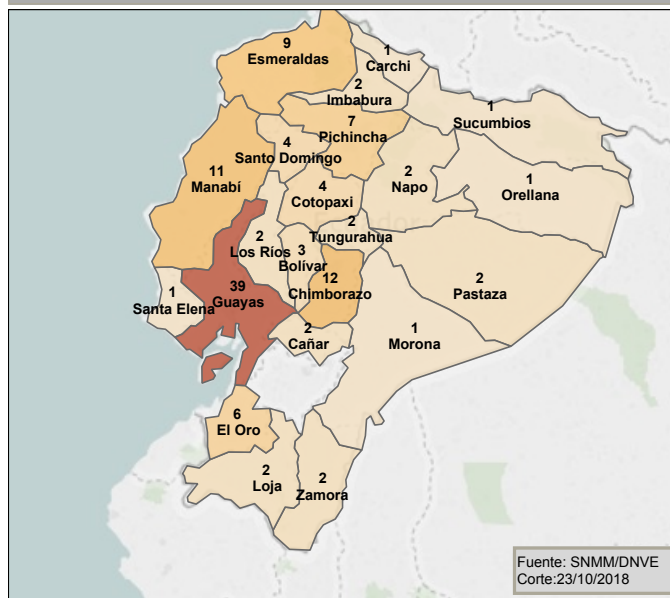 9
Esmeraldas
1
Carchi
2
Imbabura
1
Sucumbios
7
Pichincha
4
Santo Domingo
11
Manabí
2
Napo
1
Orellana
4
Cotopaxi
2
Tungurahua
2
Los Ríos
3
Bolívar
12
Chimborazo
2
Pastaza
39
Guayas
1
Santa Elena
2
Cañar
1
Morona
6
El Oro
2
Loja
2
Zamora
Fuente: SNMM/DNVE
Corte:23/10/2018